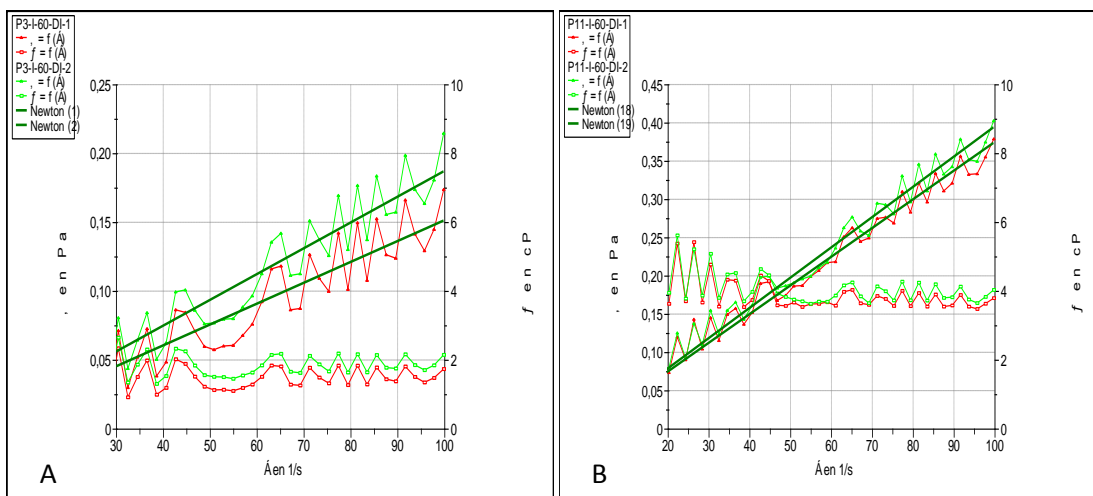 P3-I-60-DI-1
, = f (Á)
ƒ = f (Á)
P3-I-60-DI-2
, = f (Á)
ƒ = f (Á)
Newton (1)
Newton (2)
0,25
0,20
0,15
0,10
0,05
0
, en Pa
10
8
6
4
2
0
ƒ en cP
30 40 50 60 70 80 90 100
Á en 1/s
A
P11-I-60-DI-1
, = f (Á)
ƒ = f (Á)
P11-I-60-DI-2
, = f (Á)
ƒ = f (Á)
Newton (18)
Newton (19)
0,45
0,40
0,35
0,30
0,25
0,20
0,15
0,10
0,05
0
, en Pa
10
8
6
4
2
0
ƒ en cP
20 30 40 50 60 70 80 90 100
Á en 1/s
B